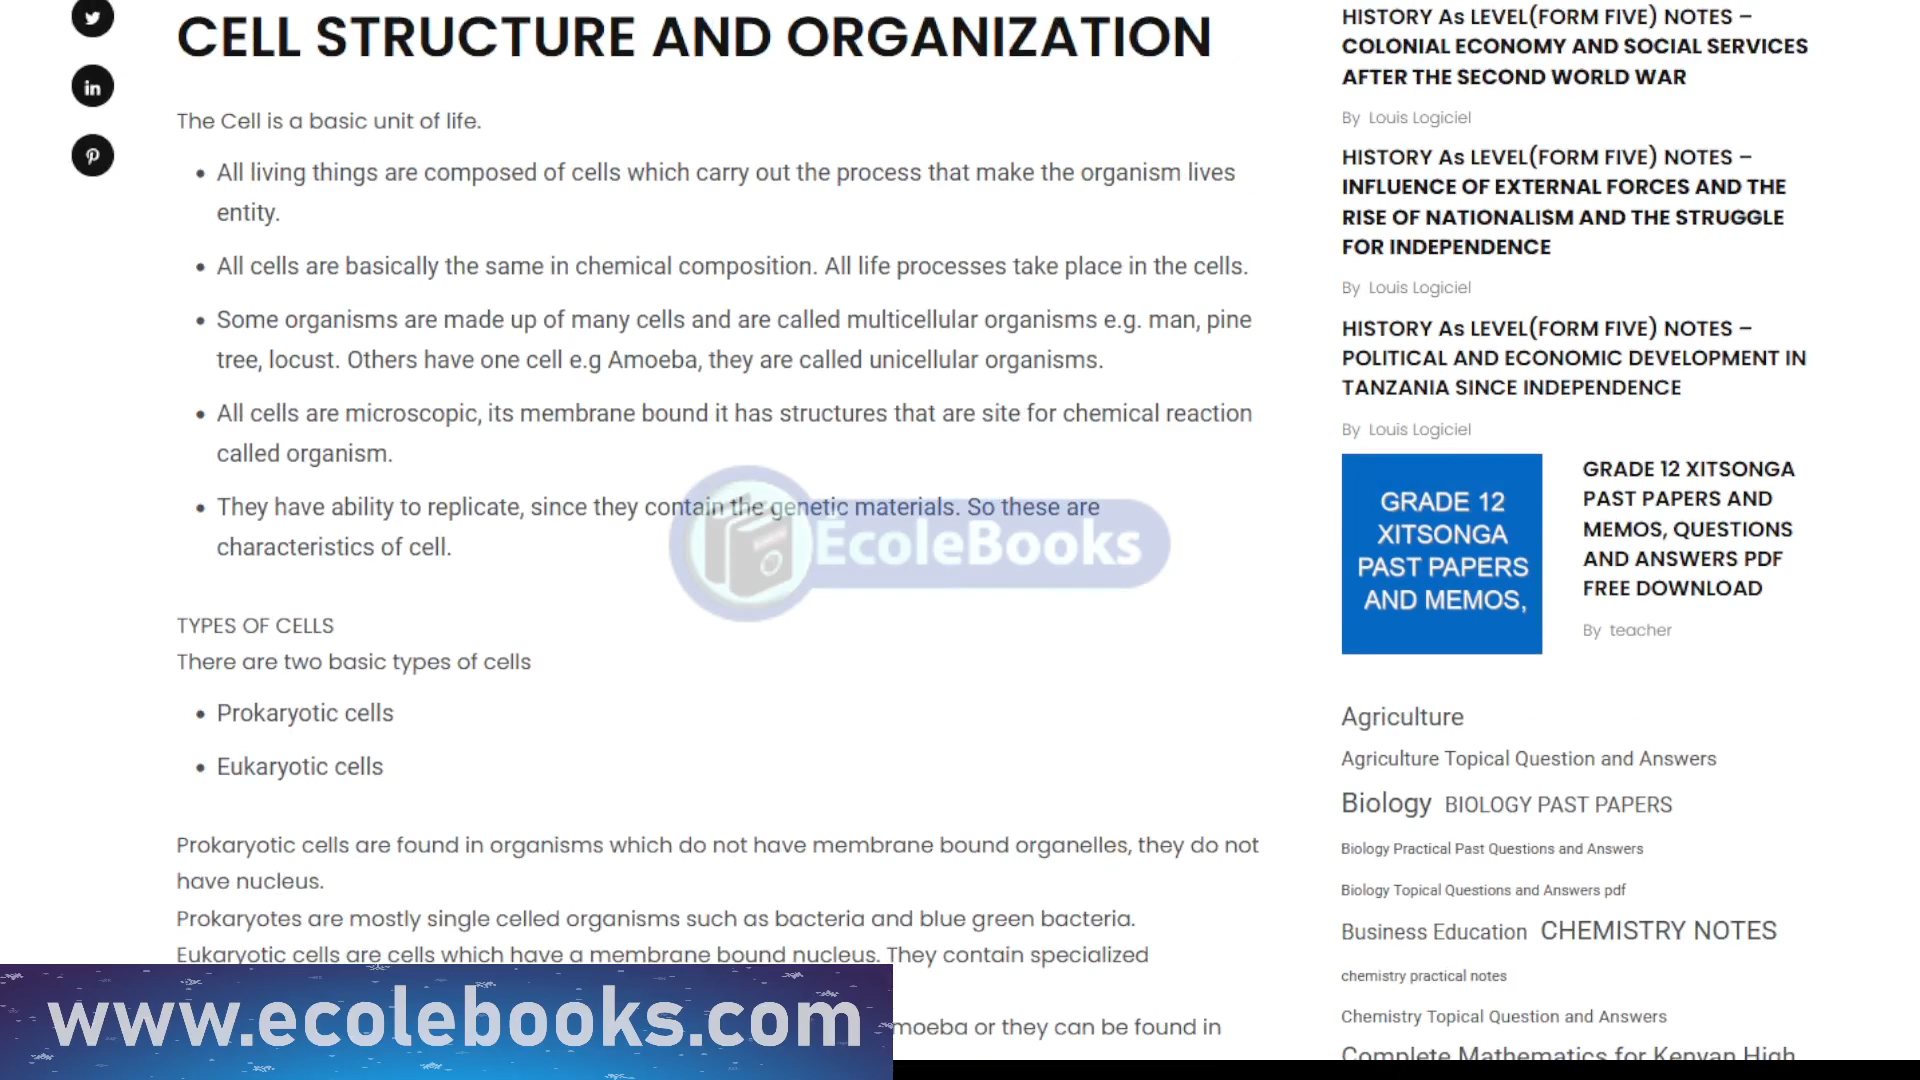 CELL STRUCTURE AND ORGANIZATION
The Cell is a basic unit of life.
All living things are composed of cells which carry out the process that make the organism lives
entity.
All cells are basically the same in chemical composition. All life processes take place in the cells.
Some organisms are made up of many cells and are called multicellular organisms e.g. man, pine
tree, locust. Others have one cell e.g Amoeba, they are called unicellular organisms.
All cells are microscopic, its membrane bound it has structures that are site for chemical reaction
called organism.
They have ability to replicate, since they contain the genetic materials. So these are
characteristics of cell.
ÉcoleBooks
TYPES OF CELLS
There are two basic types of cells
Prokaryotic cells
Eukaryotic cells
Prokaryotic cells are found in organisms which do not have membrane bound organelles, they do not
have nucleus.
Prokaryotes are mostly single celled organisms such as bacteria and blue green bacteria.
Eukaryotic cells are cells which have a membrane bound nucleus. They contain specialized
moeba or they can be found in
www.ecolebooks.com
HISTORY As LEVEL(FORM FIVE) NOTES –
COLONIAL ECONOMY AND SOCIAL SERVICES
AFTER THE SECOND WORLD WAR
By Louis Logiciel
HISTORY As LEVEL(FORM FIVE) NOTES –
INFLUENCE OF EXTERNAL FORCES AND THE
RISE OF NATIONALISM AND THE STRUGGLE
FOR INDEPENDENCE
By Louis Logiciel
HISTORY As LEVEL(FORM FIVE) NOTES –
POLITICAL AND ECONOMIC DEVELOPMENT IN
TANZANIA SINCE INDEPENDENCE
By Louis Logiciel
GRADE 12
XITSONGA
PAST PAPERS
AND MEMOS,
GRADE 12 XITSONGA
PAST PAPERS AND
MEMOS, QUESTIONS
AND ANSWERS PDF
FREE DOWNLOAD
By teacher
Agriculture
Agriculture Topical Question and Answers
Biology BIOLOGY PAST PAPERS
Biology Practical Past Questions and Answers
Biology Topical Questions and Answers pdf
Business Education CHEMISTRY NOTES
chemistry practical notes
Chemistry Topical Question and Answers
Complete Mathematics for Kenyan High